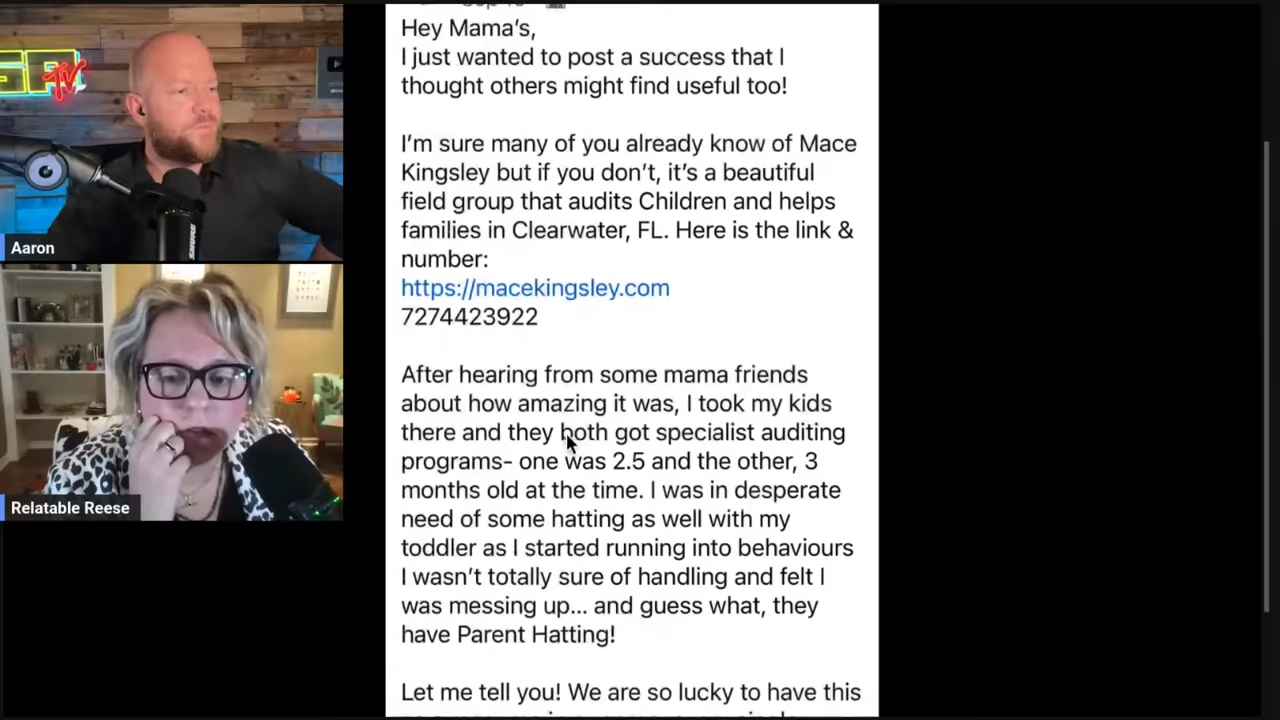 Hey Mama's,
I just wanted to post a success that I
thought others might find useful too!
I'm sure many of you already know of Mace
Kingsley but if you don't, it's a beautiful
field group that audits Children and helps
families in Clearwater, FL. Here is the link &
number:
https://macekingsley.com
7274423922
After hearing from some mama friends
about how amazing it was, I took my kids
there and they both got specialist auditing
programs- one was 2.5 and the other, 3
months old at the time. I was in desperate
need of some hatting as well with my
toddler as I started running into behaviours
I wasn't totally sure of handling and felt I
was messing up... and guess what, they
have Parent Hatting!
Let me tell you! We are so lucky to have this
TV
SHURE
Aaron
Relatable Reese